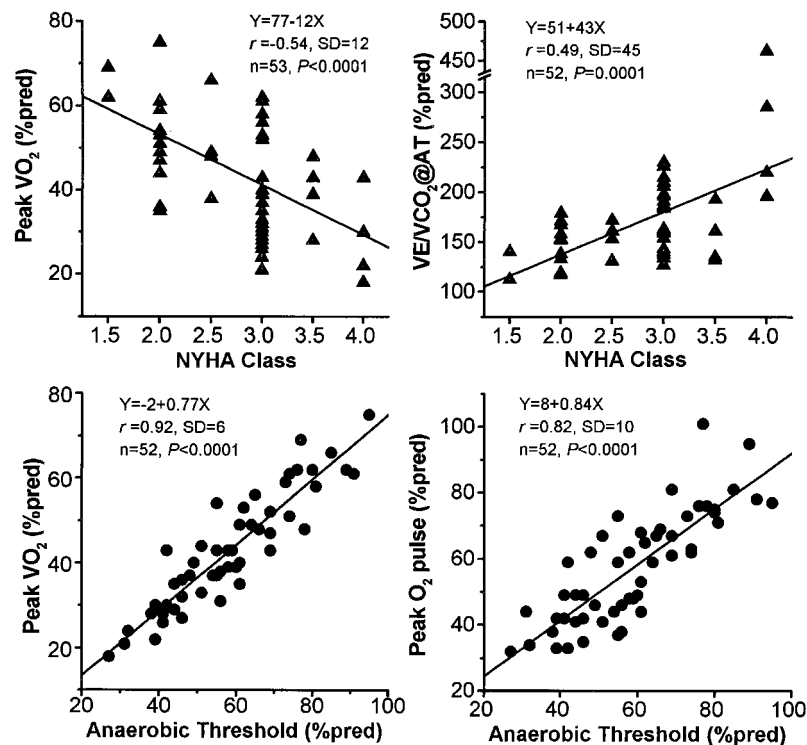 Y=77-12X
r=-0.54, SD=12
n=53, P<0.0001
Peak VO2 (%pred)
80
60
40
20
1.5 2.0 2.5 3.0 3.5 4.0
NYHA Class
Y=51+43X
r=0.49, SD=45
n=52, P=0.0001
VE/VCO2@AT (%pred)
500
450
250
200
150
100
1.5 2.0 2.5 3.0 3.5 4.0
NYHA Class
Y=-2+0.77X
r=0.92, SD=6
n=52, P<0.0001
Peak VO2 (%pred)
80
60
40
20
20 40 60 80 100
Anaerobic Threshold (%pred)
Y=8+0.84X
r=0.82, SD=10
n=52, P<0.0001
Peak O2 pulse (%pred)
100
80
60
40
20
20 40 60 80 100
Anaerobic Threshold (%pred)